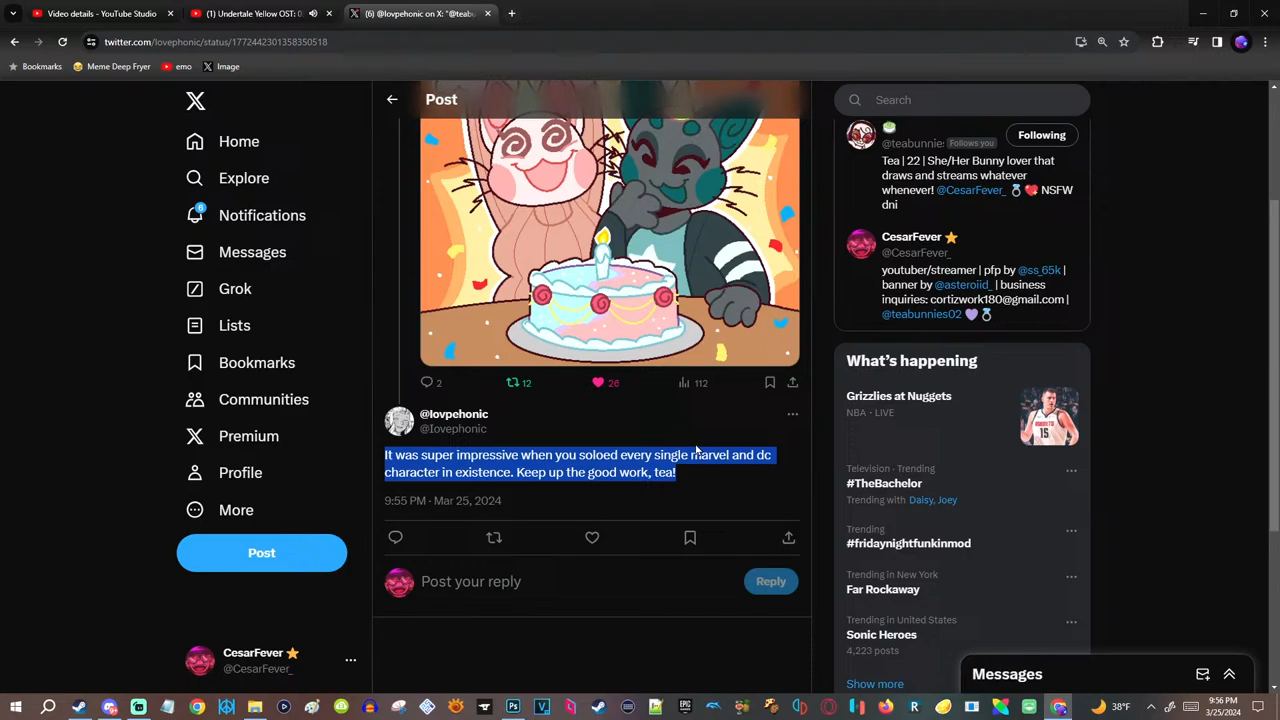 Video details - YouTube Studio
(1) Undertale Yellow OST: 0
(6) @lovpehonic on X: "@teabu
twitter.com/lovephonic/status/1772442301358350518
Bookmarks
Meme Deep Fryer
emo
Image
Home
Explore
6
Notifications
Messages
Grok
Lists
Bookmarks
Communities
Premium
Profile
More
Post
CesarFever
@CesarFever_
Post
2
12
26
112
@lovpehonic
@lovephonic
It was super impressive when you soloed every single marvel and dc
character in existence. Keep up the good work, tea!
9:55 PM · Mar 25, 2024
Post your reply
Reply
Search
@teabunnie Follows you
Following
Tea | 22 | She/Her Bunny lover that
draws and streams whatever
whenever! @CesarFever_ NSFW
dni
CesarFever
@CesarFever_
youtuber/streamer | pfp by @ss_65k |
banner by @asteroiid_ | business
inquiries: cortizwork180@gmail.com |
@teabunnies02
What's happening
Grizzlies at Nuggets
NBA · LIVE
15
Television · Trending
#TheBachelor
Trending with Daisy, Joey
Trending
#fridaynightfunkinmod
Trending in New York
Far Rockaway
Trending in United States
Sonic Heroes
4,223 posts
Show more
Messages
38°F
9:56 PM
3/25/2024